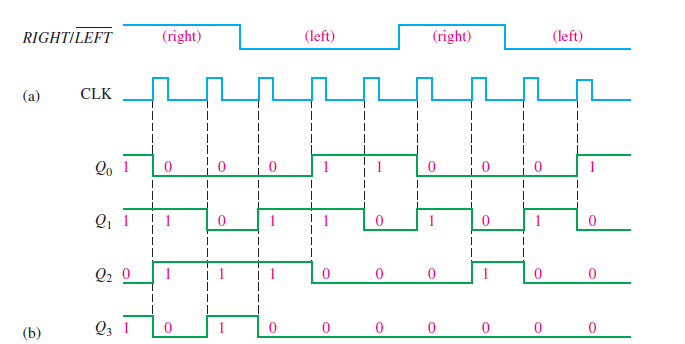 RIGHT/LEFT (right) (left) (right) (left)
(a) CLK
Q0 1 0 0 0 1 1 0 0 0 1
Q1 1 1 0 1 1 0 1 0 1 0
Q2 0 1 1 1 0 0 0 1 0 0
(b) Q3 1 0 1 0 0 0 0 0 0 0